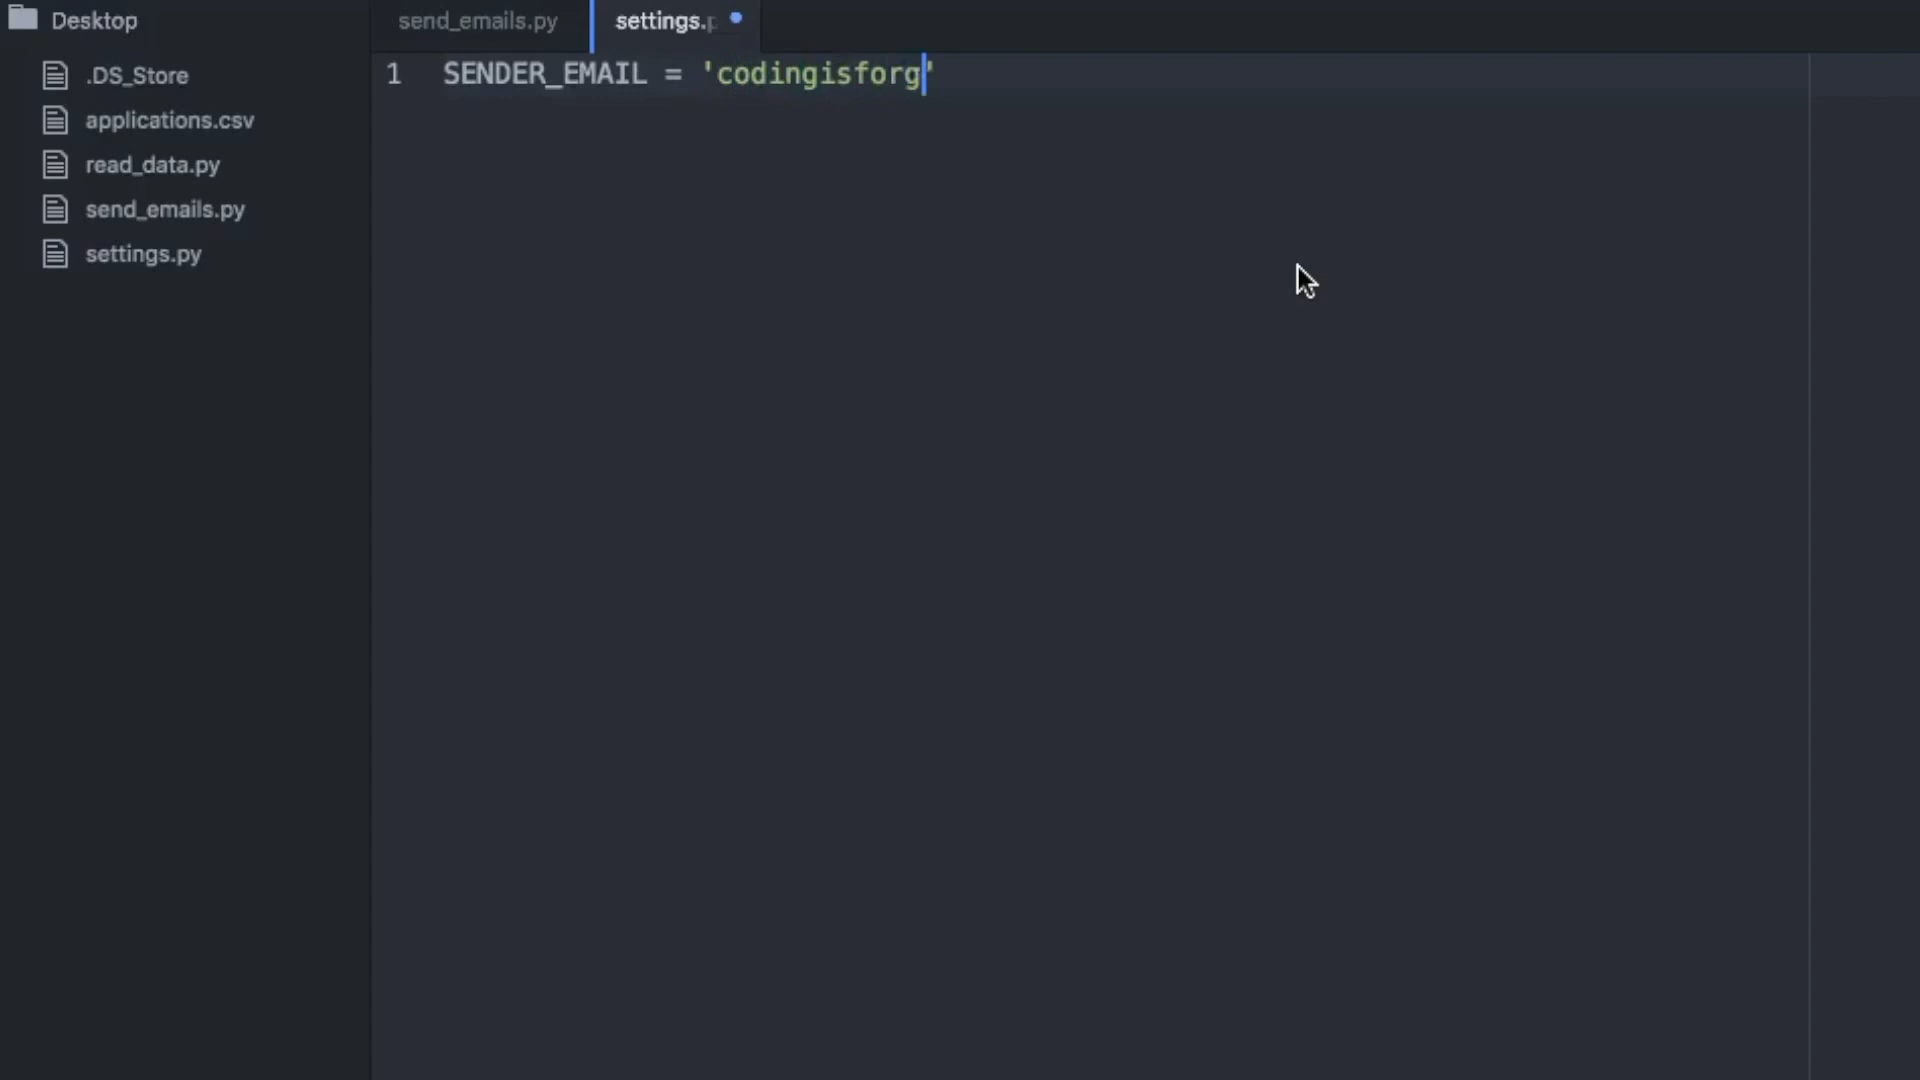 Desktop
.DS_Store
applications.csv
read_data.py
send_emails.py
settings.py
send_emails.py
settings.p
1 SENDER_EMAIL = 'codingisforg'